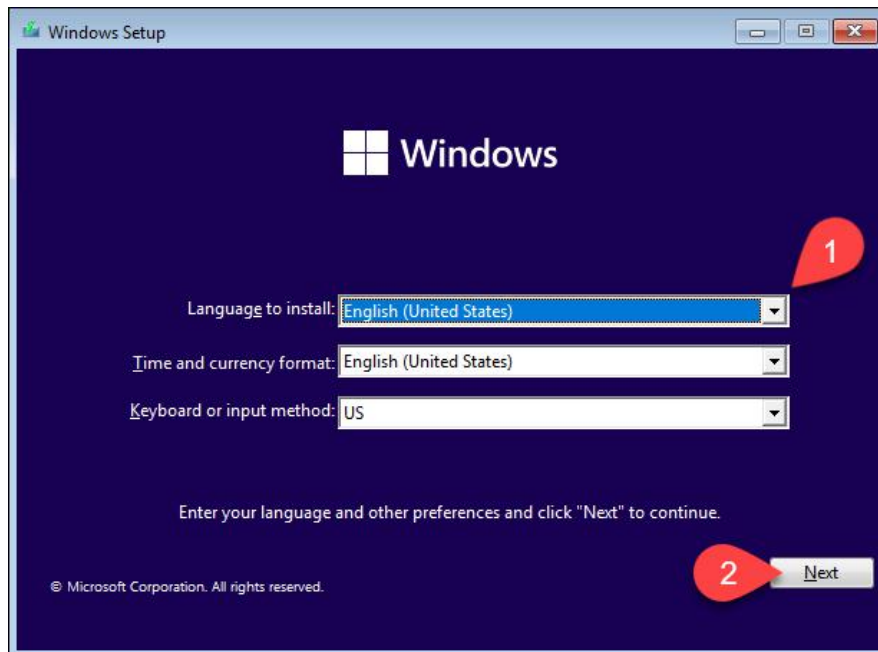 Windows Setup
Windows
1
Language to install: English (United States)
Time and currency format: English (United States)
Keyboard or input method: US
Enter your language and other preferences and click "Next" to continue.
2 Next
© Microsoft Corporation. All rights reserved.